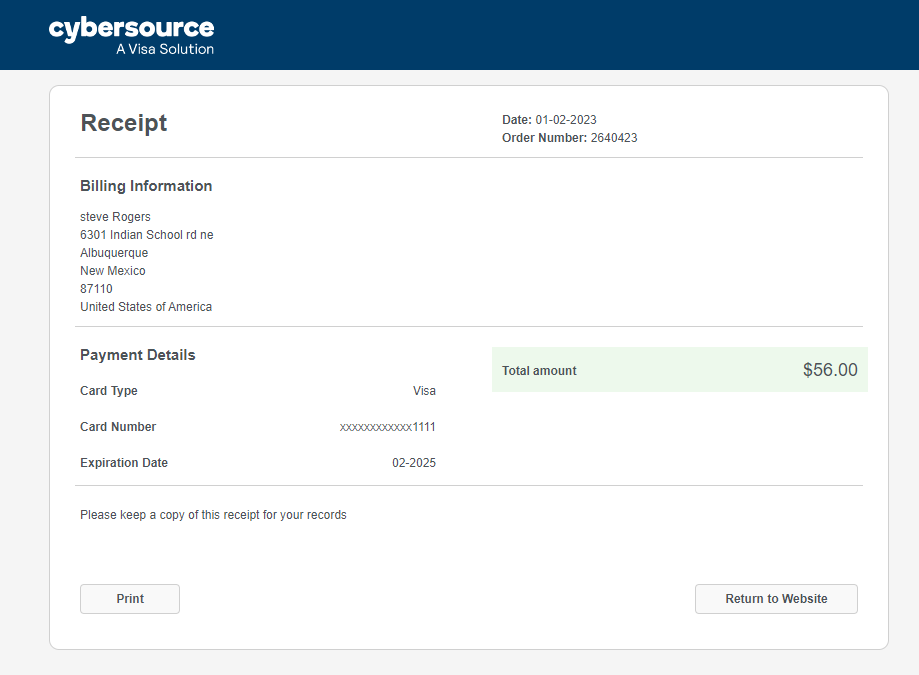 cybersource
A Visa Solution
Receipt
Date: 01-02-2023
Order Number: 2640423
Billing Information
steve Rogers
6301 Indian School rd ne
Albuquerque
New Mexico
87110
United States of America
Payment Details
Total amount $56.00
Card Type Visa
Card Number xxxxxxxxxxxx1111
Expiration Date 02-2025
Please keep a copy of this receipt for your records
Print Return to Website